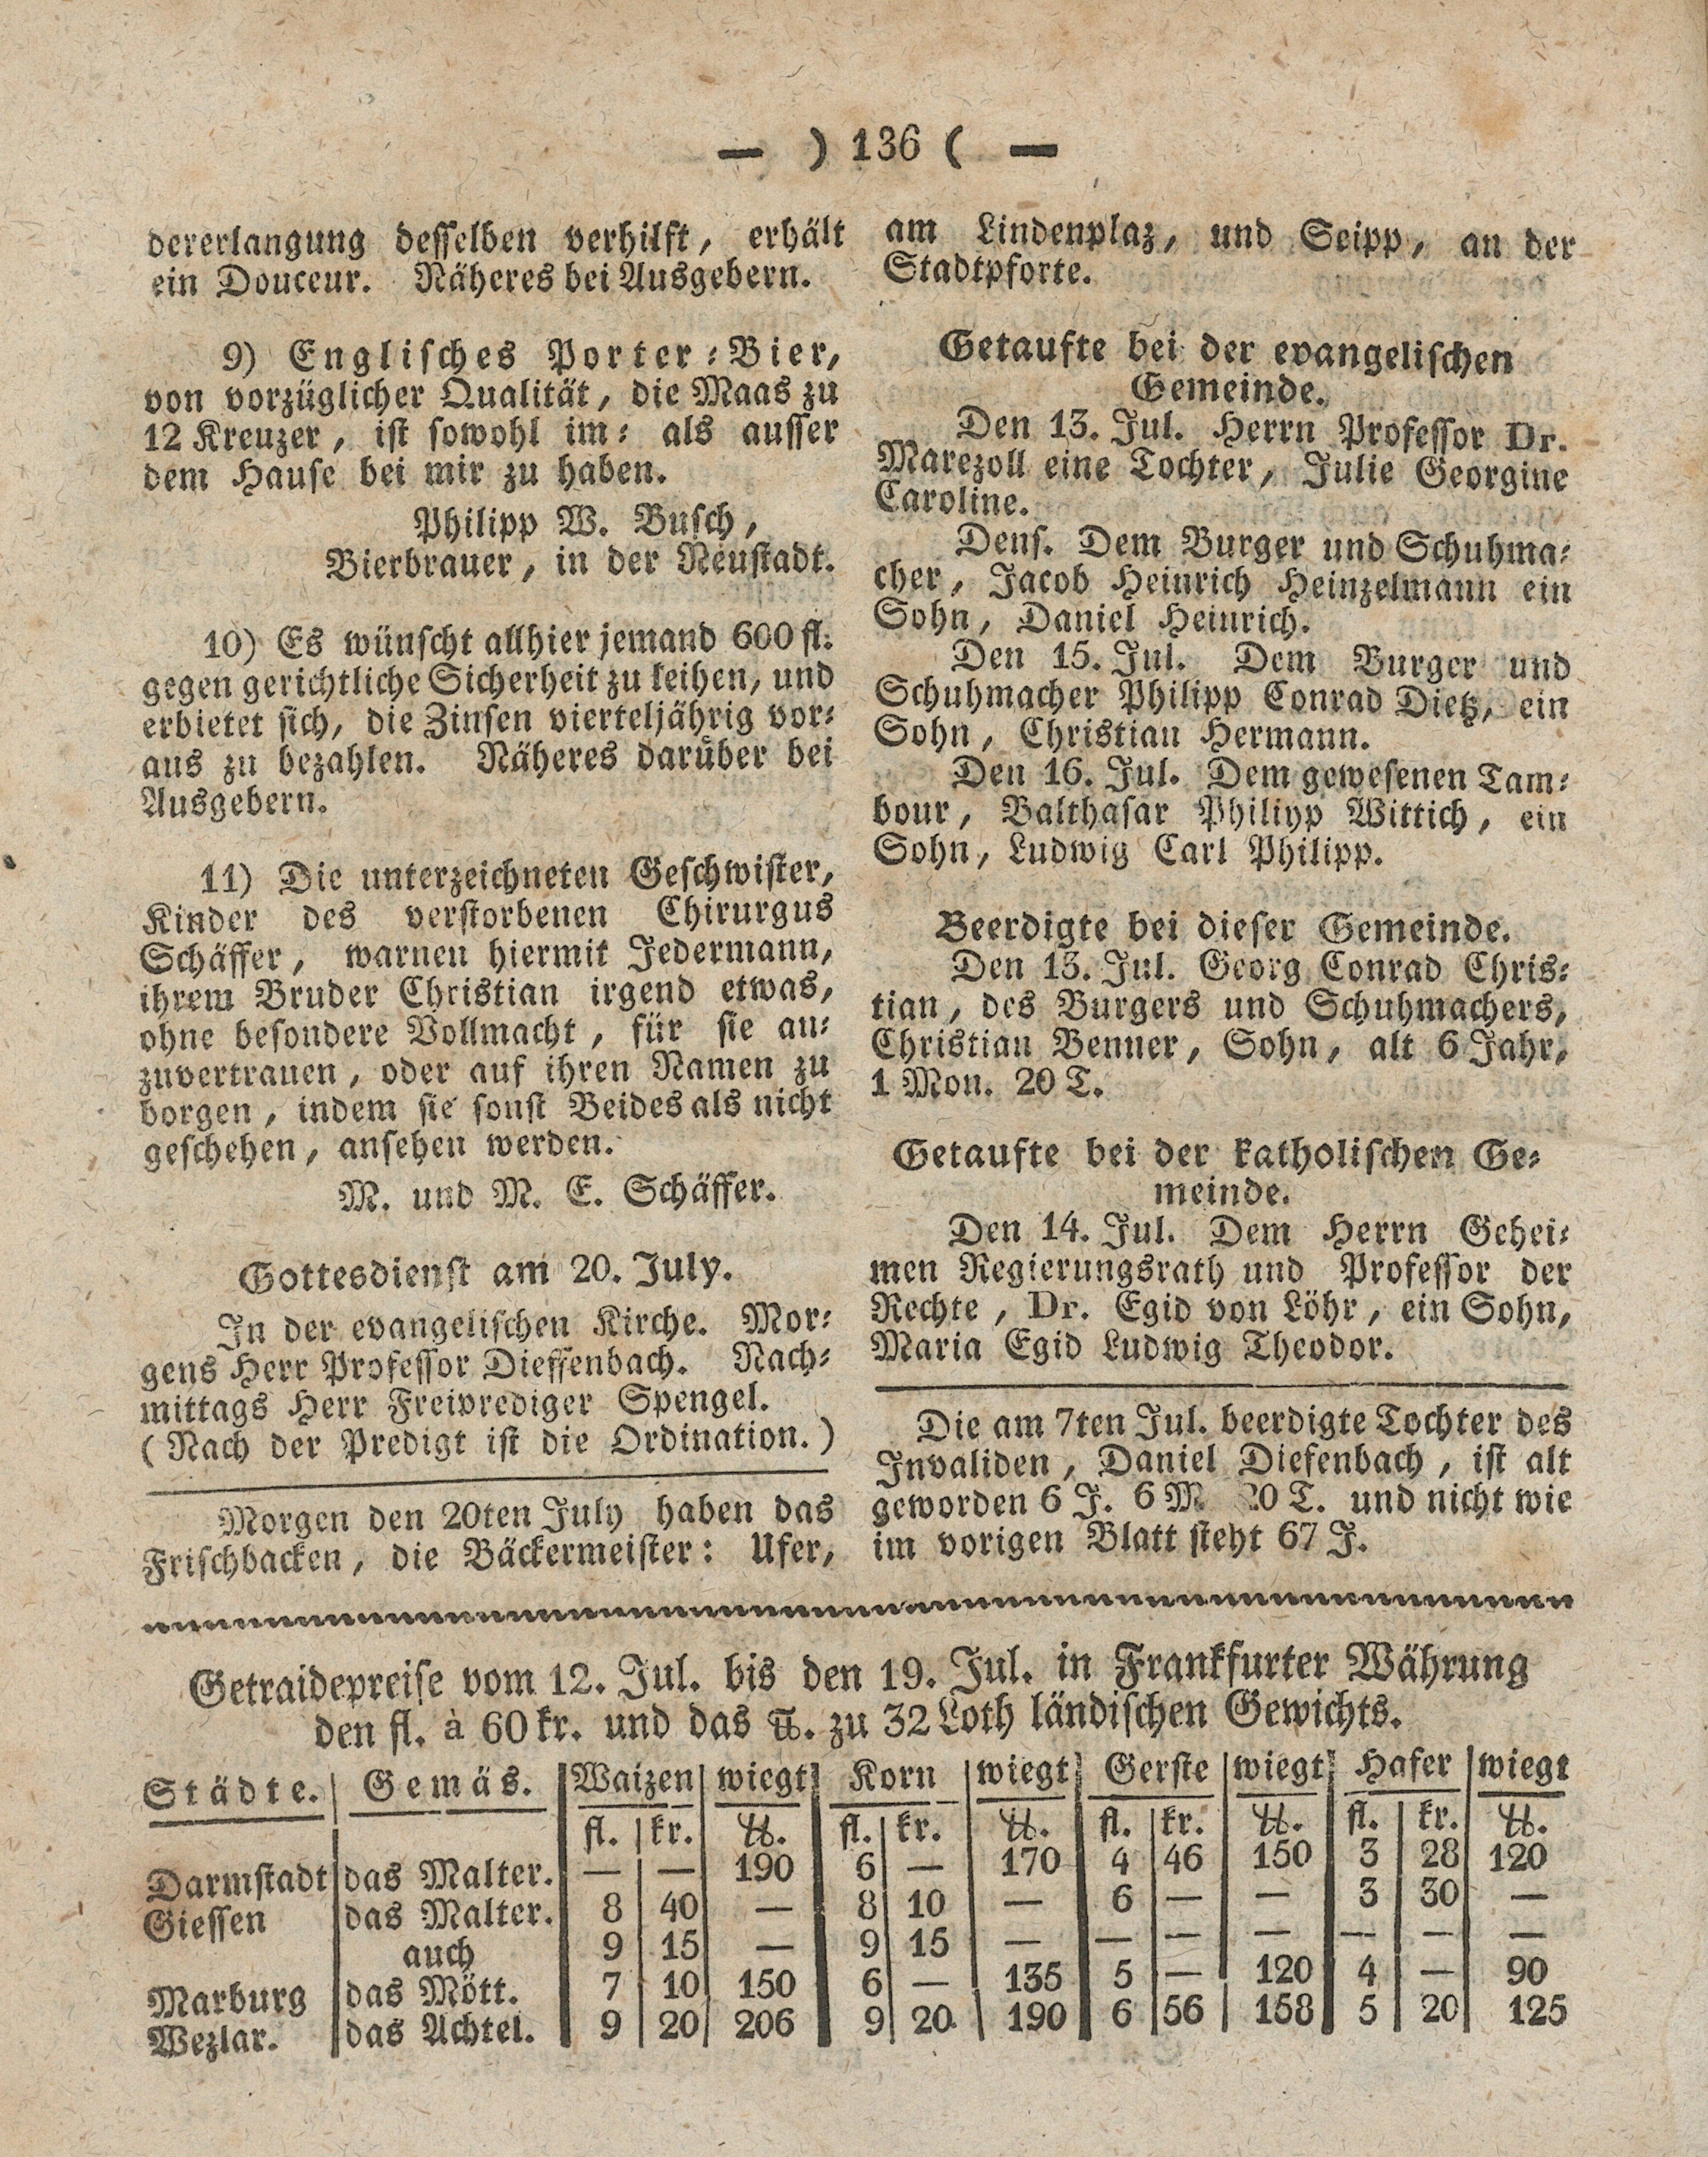 — ) 136 ( —
dererlangung desselben verhilft, erhält
ein Douceur. Näheres bei Ausgebern.
9) Englisches Porter-Bier,
von vorzüglicher Qualität, die Maas zu
12 Kreuzer, ist sowohl im- als ausser
dem Hause bei mir zu haben.
Philipp W. Busch,
Bierbrauer, in der Neustadt.
10) Es wünscht allhier jemand 600 fl.
gegen gerichtliche Sicherheit zu leihen, und
erbietet sich, die Zinsen vierteljährig vor-
aus zu bezahlen. Näheres darüber bei
Ausgebern.
11) Die unterzeichneten Geschwister,
Kinder des verstorbenen Chirurgus
Schäffer, warnen hiermit Jedermann,
ihrem Bruder Christian irgend etwas,
ohne besondere Vollmacht, für sie an-
zuvertrauen, oder auf ihren Namen zu
borgen, indem sie sonst Beides als nicht
geschehen, ansehen werden.
M. und M. E. Schäffer.
Gottesdienst am 20. July.
In der evangelischen Kirche. Mor-
gens Herr Professor Dieffenbach. Nach-
mittags Herr Freiprediger Spengel.
(Nach der Predigt ist die Ordination.)
Morgen den 20ten July haben das
Frischbacken, die Bäckermeister: Ufer,
am Lindenplaz, und Seipp, an der
Stadtpforte.
Getaufte bei der evangelischen
Gemeinde.
Den 13. Jul. Herrn Professor Dr.
Marezoll eine Tochter, Julie Georgine
Caroline.
Dens. Dem Burger und Schuhma-
cher, Jacob Heinrich Heinzelmann ein
Sohn, Daniel Heinrich.
Den 15. Jul. Dem Burger und
Schuhmacher Philipp Conrad Dietz, ein
Sohn, Christian Hermann.
Den 16. Jul. Dem gewesenen Tam-
bour, Balthasar Philiyp Wittich, ein
Sohn, Ludwig Carl Philipp.
Beerdigte bei dieser Gemeinde.
Den 13. Jul. Georg Conrad Chris-
tian, des Burgers und Schuhmachers,
Christian Benner, Sohn, alt 6 Jahr,
1 Mon. 20 T.
Getaufte bei der katholischen Ge-
meinde.
Den 14. Jul. Dem Herrn Gehei-
men Regierungsrath und Professor der
Rechte, Dr. Egid von Löhr, ein Sohn,
Maria Egid Ludwig Theodor.
Die am 7ten Jul. beerdigte Tochter des
Invaliden, Daniel Diefenbach, ist alt
geworden 6 J. 6 M 20 T. und nicht wie
im vorigen Blatt steht 67 J.
Getraidepreise vom 12. Jul. bis den 19. Jul. in Frankfurter Währung
den fl. à 60 kr. und das ℔. zu 32 Loth ländischen Gewichts.
Städte. | Gemäs. | Waizen | wiegt | Korn | wiegt | Gerste | wiegt | Hafer | wiegt
fl. | kr. | ℔. | fl. | kr. | ℔. | fl. | kr. | ℔. | fl. | kr. | ℔.
Darmstadt | das Malter. | — | — | 190 | 6 | — | 170 | 4 | 46 | 150 | 3 | 28 | 120
Giessen | das Malter. | 8 | 40 | — | 8 | 10 | — | 6 | — | — | 3 | 30 | —
auch | 9 | 15 | — | 9 | 15 | — | — | — | — | — | — | —
Marburg | das Mött. | 7 | 10 | 150 | 6 | — | 135 | 5 | — | 120 | 4 | — | 90
Wezlar. | das Achtel. | 9 | 20 | 206 | 9 | 20 | 190 | 6 | 56 | 158 | 5 | 20 | 125